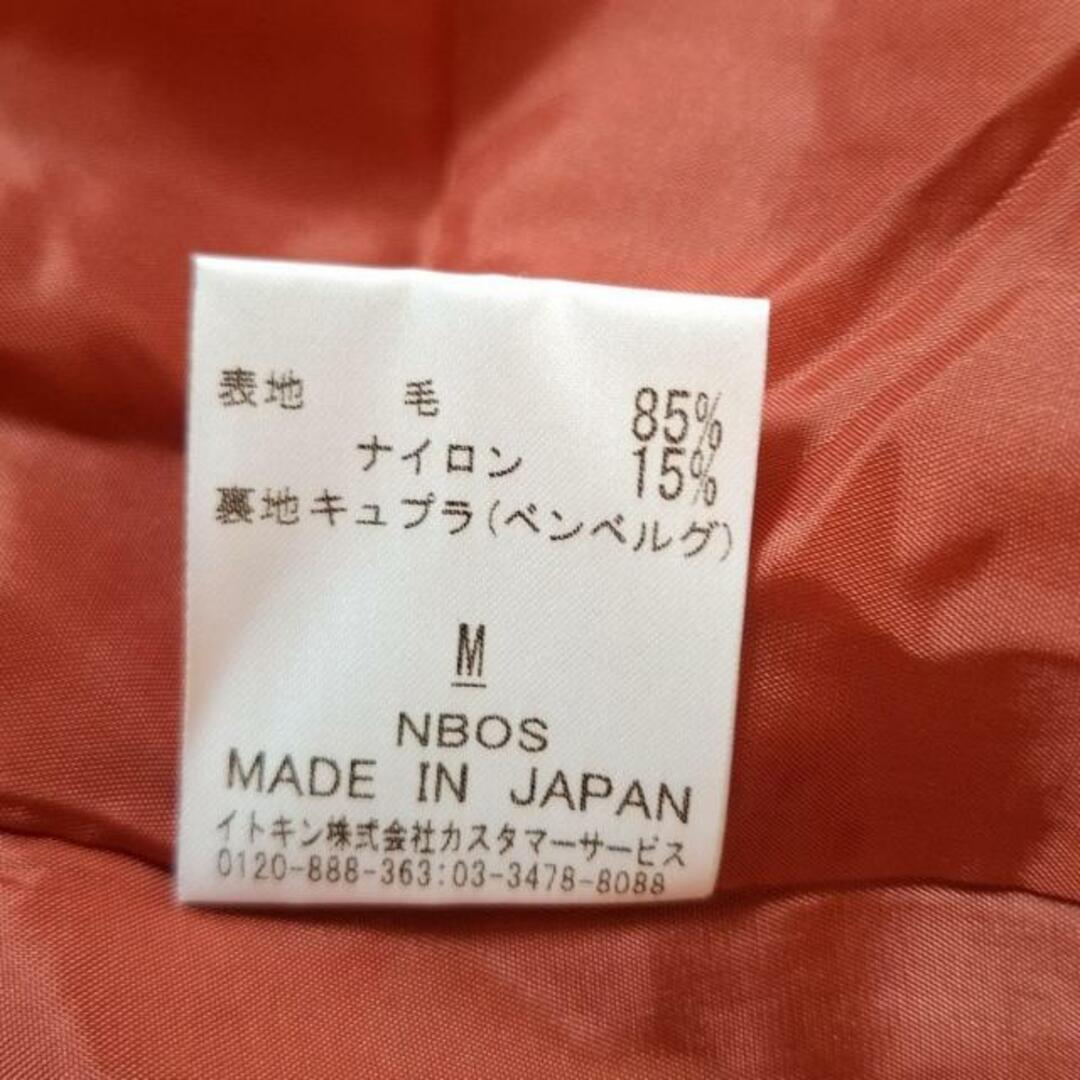 表地 毛 85%
ナイロン 15%
裏地キュプラ(ベンベルグ)
M
NBOS
MADE IN JAPAN
イトキン株式会社カスタマーサービス
0120-888-363:03-3478-8088